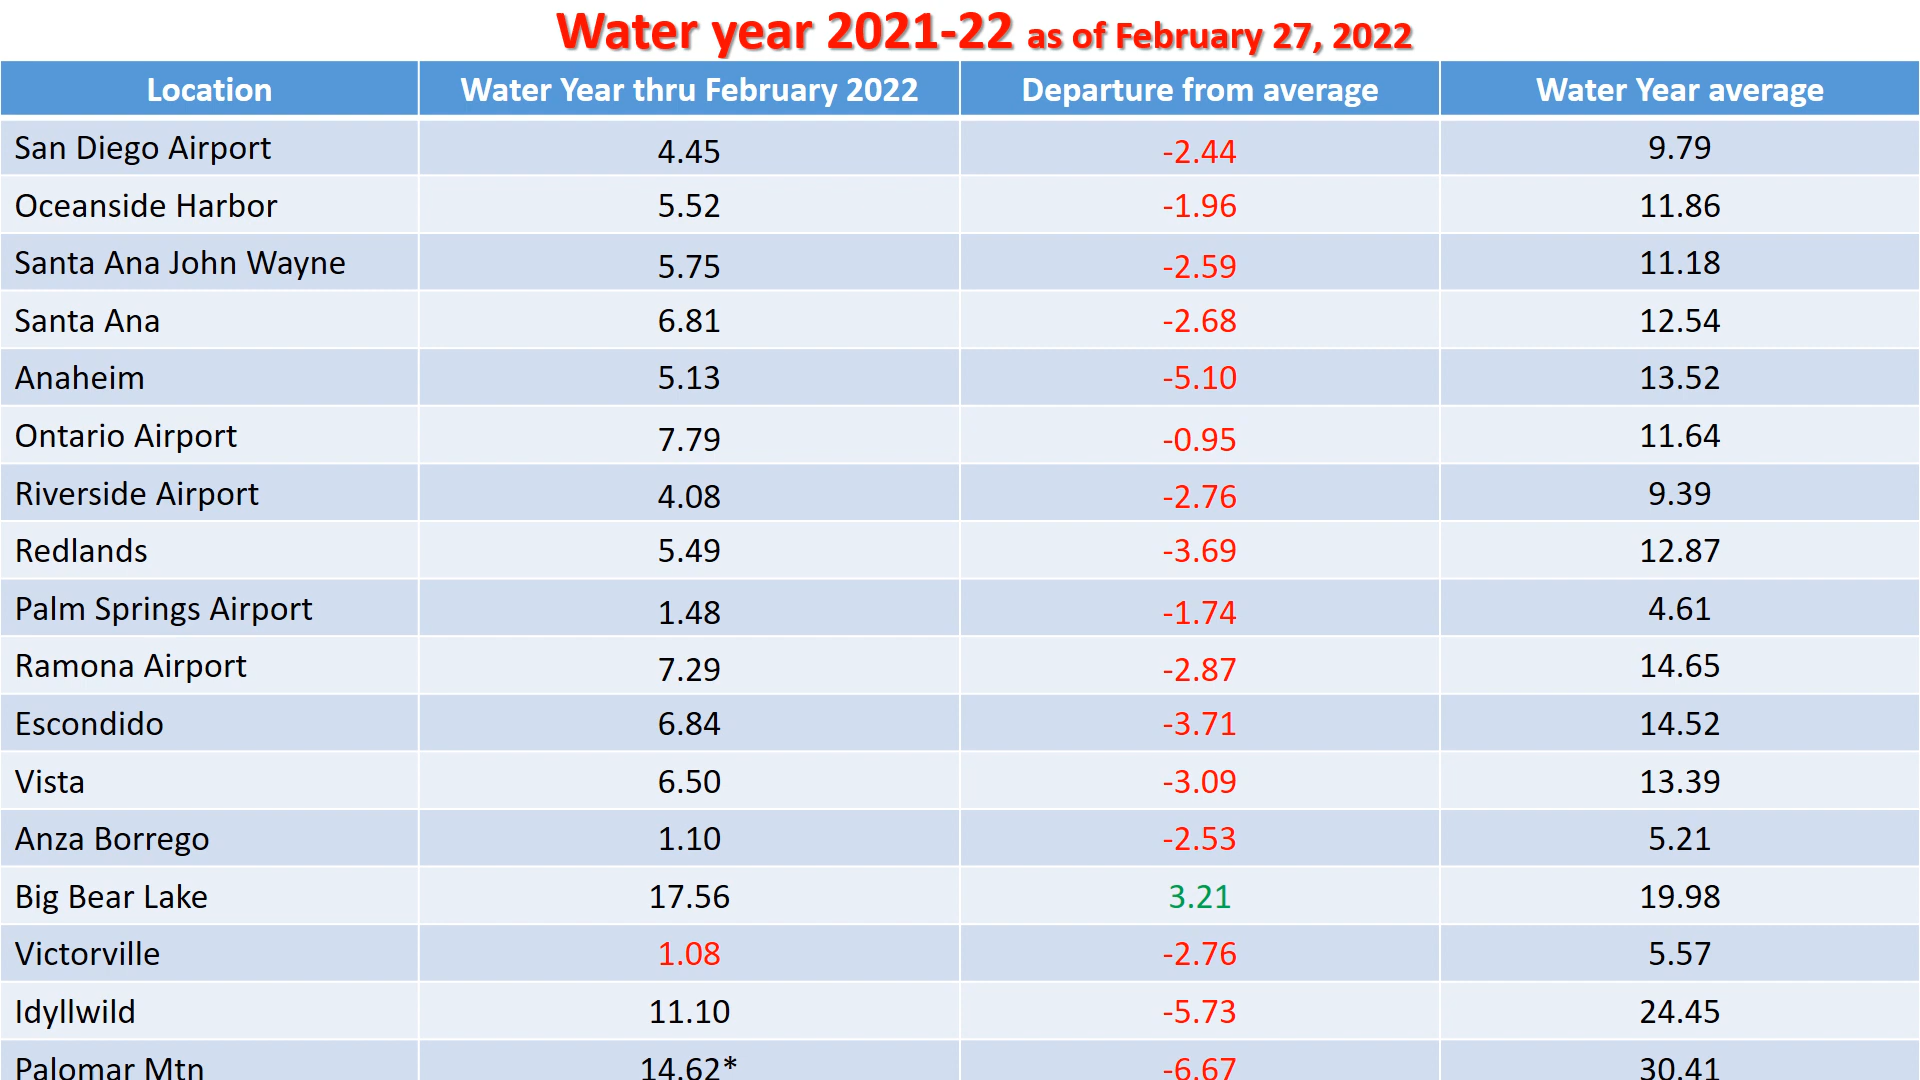 Water year 2021-22 as of February 27, 2022
Location Water Year thru February 2022 Departure from average Water Year average
San Diego Airport 4.45 -2.44 9.79
Oceanside Harbor 5.52 -1.96 11.86
Santa Ana John Wayne 5.75 -2.59 11.18
Santa Ana 6.81 -2.68 12.54
Anaheim 5.13 -5.10 13.52
Ontario Airport 7.79 -0.95 11.64
Riverside Airport 4.08 -2.76 9.39
Redlands 5.49 -3.69 12.87
Palm Springs Airport 1.48 -1.74 4.61
Ramona Airport 7.29 -2.87 14.65
Escondido 6.84 -3.71 14.52
Vista 6.50 -3.09 13.39
Anza Borrego 1.10 -2.53 5.21
Big Bear Lake 17.56 3.21 19.98
Victorville 1.08 -2.76 5.57
Idyllwild 11.10 -5.73 24.45
Palomar Mtn 14.62* -6.67 30.41